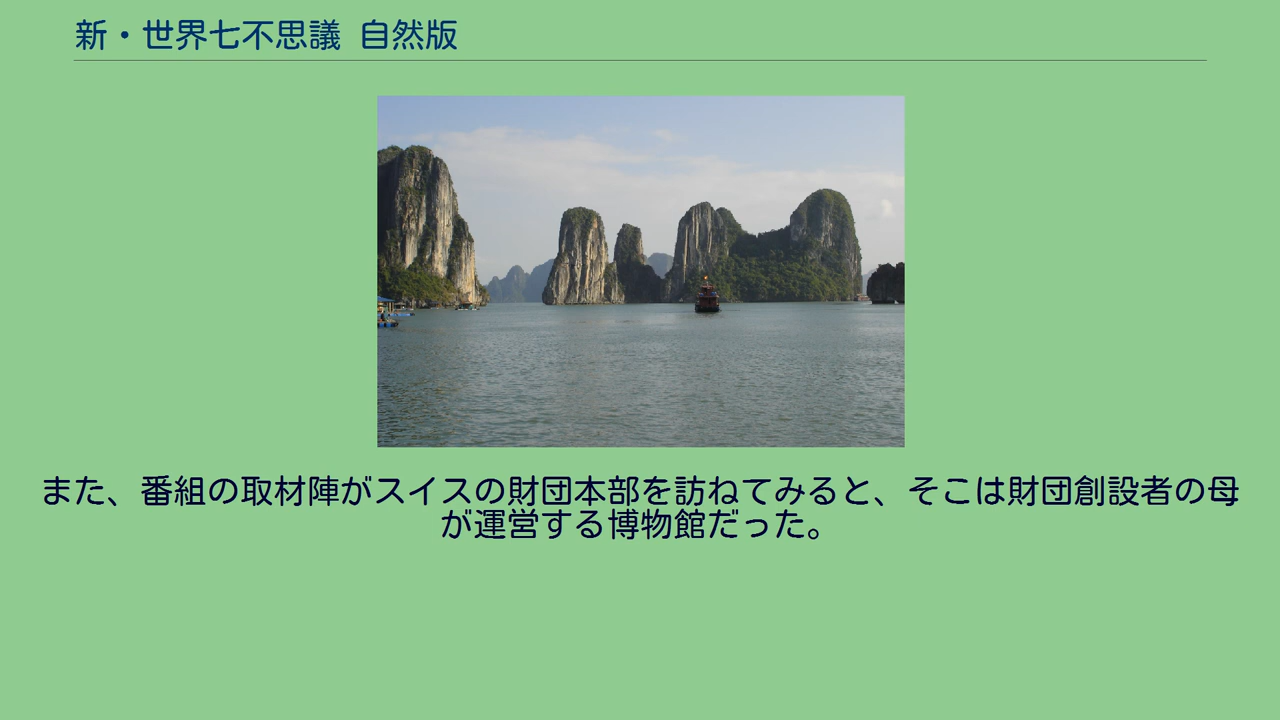 新・世界七不思議 自然版
また、番組の取材陣がスイスの財団本部を訪ねてみると、そこは財団創設者の母
が運営する博物館だった。